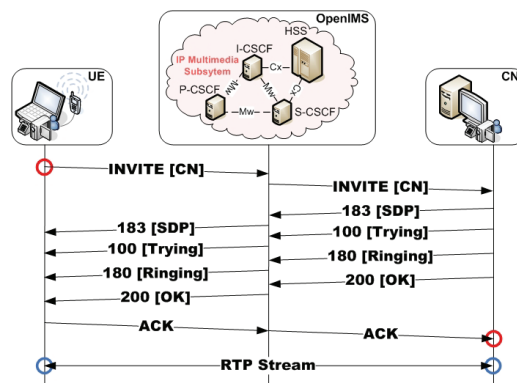 OpenIMS
HSS
I-CSCF
Cx
IP Multimedia
Subsytem
UE
CN
Mw
Mw
Cx
P-CSCF
Mw
S-CSCF
INVITE [CN]
INVITE [CN]
183 [SDP]
183 [SDP]
100 [Trying]
100 [Trying]
180 [Ringing]
180 [Ringing]
200 [OK]
200 [OK]
ACK
ACK
RTP Stream